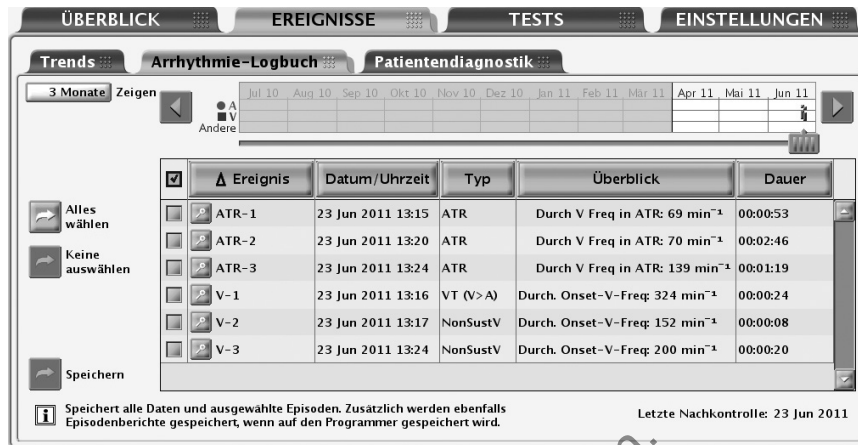 ÜBERBLICK EREIGNISSE TESTS EINSTELLUNGEN
Trends Arrhythmie-Logbuch Patientendiagnostik
3 Monate Zeigen
Jul 10 Aug 10 Sep 10 Okt 10 Nov 10 Dez 10 Jan 11 Feb 11 Mär 11 Apr 11 Mai 11 Jun 11
A
V
Andere
Δ Ereignis Datum/Uhrzeit Typ Überblick Dauer
Alles wählen
Keine auswählen
Speichern
ATR-1 23 Jun 2011 13:15 ATR Durch V Freq in ATR: 69 min⁻¹ 00:00:53
ATR-2 23 Jun 2011 13:20 ATR Durch V Freq in ATR: 70 min⁻¹ 00:02:46
ATR-3 23 Jun 2011 13:24 ATR Durch V Freq in ATR: 139 min⁻¹ 00:01:19
V-1 23 Jun 2011 13:16 VT (V>A) Durch. Onset-V-Freq: 324 min⁻¹ 00:00:24
V-2 23 Jun 2011 13:17 NonSustV Durch. Onset-V-Freq: 152 min⁻¹ 00:00:08
V-3 23 Jun 2011 13:24 NonSustV Durch. Onset-V-Freq: 200 min⁻¹ 00:00:20
i
Speichert alle Daten und ausgewählte Episoden. Zusätzlich werden ebenfalls
Episodenberichte gespeichert, wenn auf den Programmer gespeichert wird.
Letzte Nachkontrolle: 23 Jun 2011